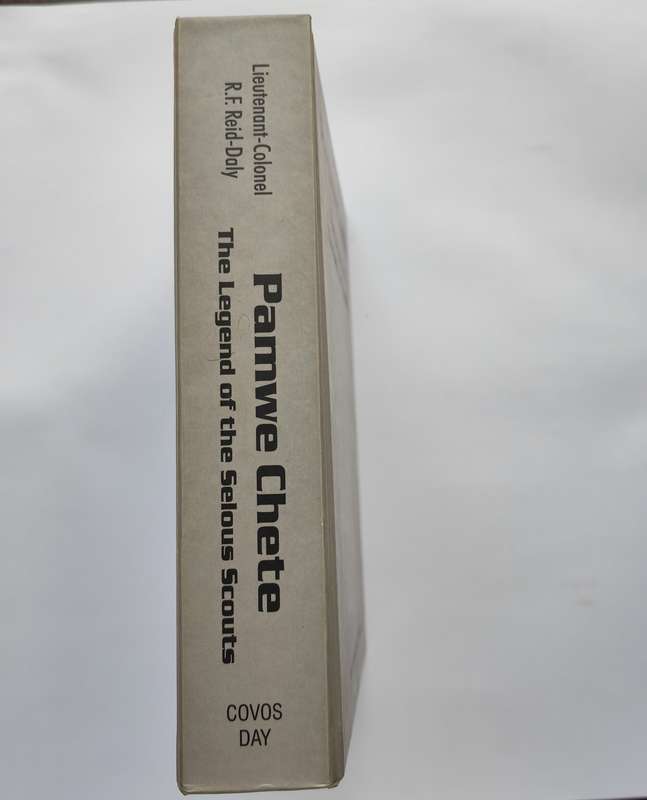 Lieutenant-Colonel
R.F. Reid-Daly
Pamwe Chete
The Legend of the Selous Scouts
COVOS
DAY